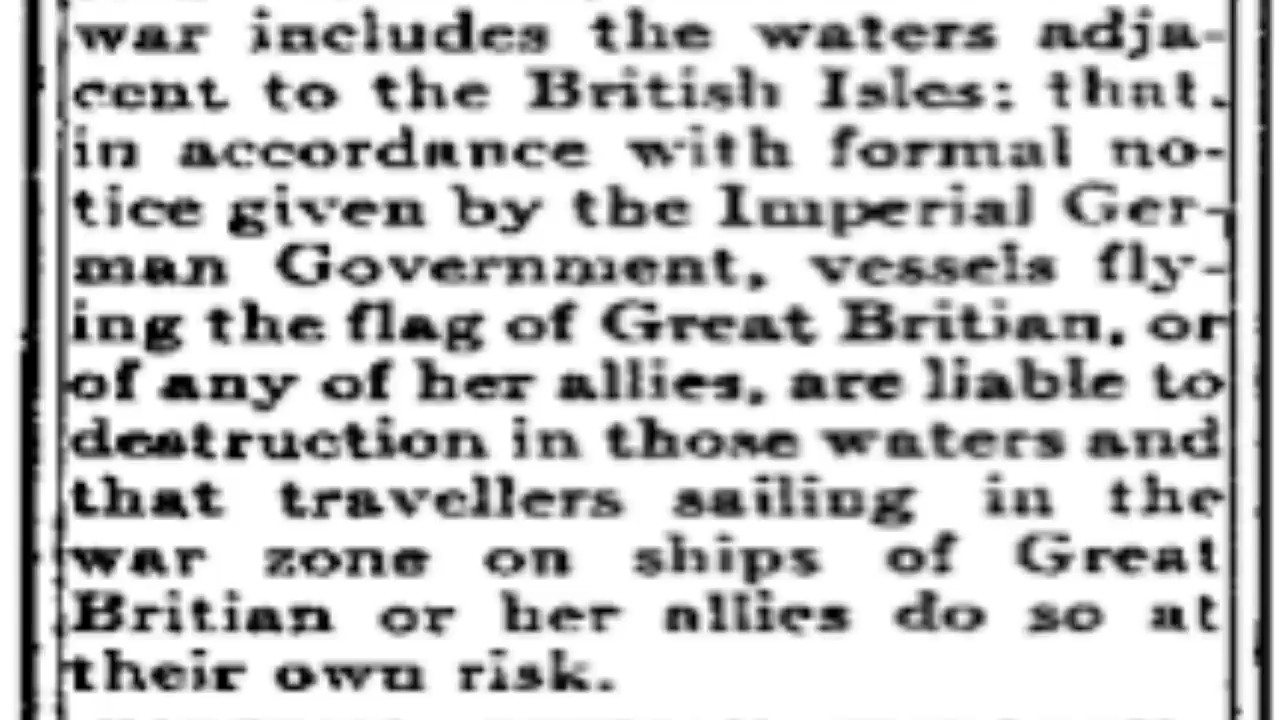 war includes the waters adja-
cent to the British Isles; that,
in accordance with formal no-
tice given by the Imperial Ger-
man Government, vessels fly-
ing the flag of Great Britian, or
of any of her allies, are liable to
destruction in those waters and
that travellers sailing in the
war zone on ships of Great
Britian or her allies do so at
their own risk.